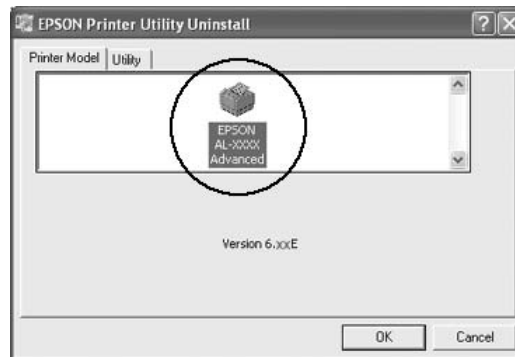 EPSON Printer Utility Uninstall
Printer Model
Utility
EPSON
AL-XXXX
Advanced
Version 6.xxE
OK
Cancel